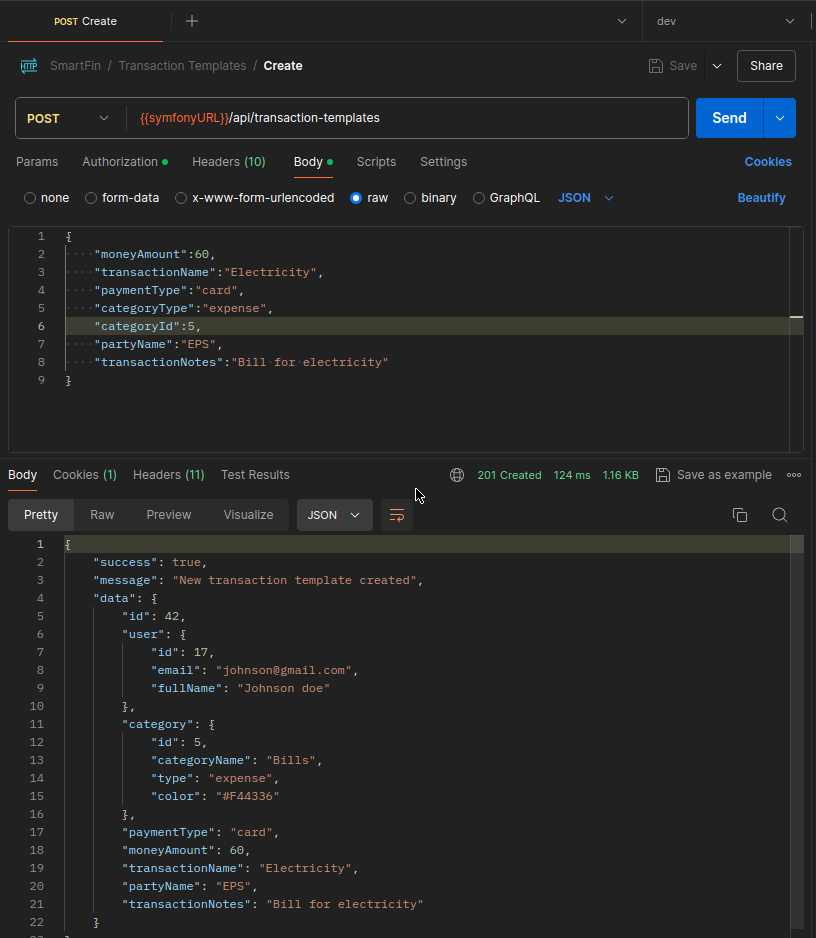 POST Create
dev
HTTP SmartFin / Transaction Templates / Create Save Share
POST {{symfonyURL}}/api/transaction-templates Send
Params Authorization Headers (10) Body Scripts Settings Cookies
none form-data x-www-form-urlencoded raw binary GraphQL JSON Beautify
1 {
2 "moneyAmount":60,
3 "transactionName":"Electricity",
4 "paymentType":"card",
5 "categoryType":"expense",
6 "categoryId":5,
7 "partyName":"EPS",
8 "transactionNotes":"Bill for electricity"
9 }
Body Cookies (1) Headers (11) Test Results 201 Created 124 ms 1.16 KB Save as example
Pretty Raw Preview Visualize JSON
1 {
2 "success": true,
3 "message": "New transaction template created",
4 "data": {
5 "id": 42,
6 "user": {
7 "id": 17,
8 "email": "johnson@gmail.com",
9 "fullName": "Johnson doe"
10 },
11 "category": {
12 "id": 5,
13 "categoryName": "Bills",
14 "type": "expense",
15 "color": "#F44336"
16 },
17 "paymentType": "card",
18 "moneyAmount": 60,
19 "transactionName": "Electricity",
20 "partyName": "EPS",
21 "transactionNotes": "Bill for electricity"
22 }